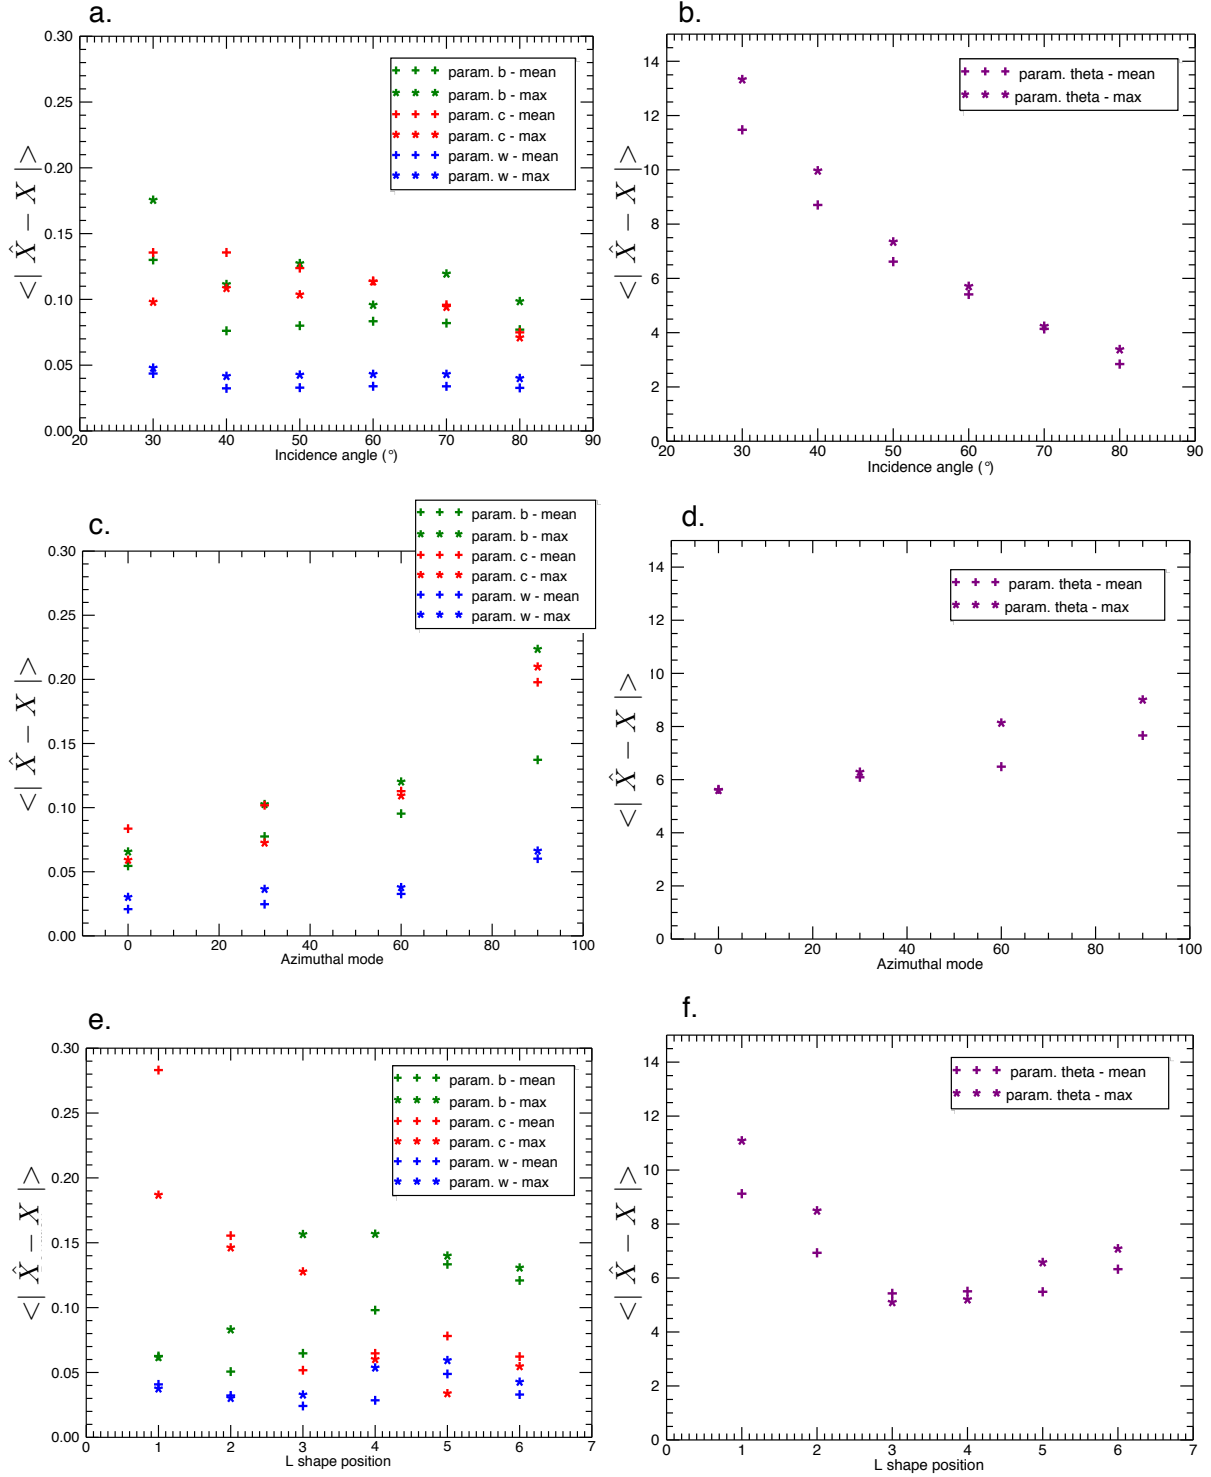 a.
0.30
0.20
0.15
0.10
0.05
0.00
20 30 40 50 60 70 80 90
Incidence angle (°)
<| X̂ − X |>
param. b - mean
param. b - max
param. c - mean
param. c - max
param. w - mean
param. w - max
b.
14
12
10
8
6
4
2
0
20 30 40 50 60 70 80 90
Incidence angle (°)
<| X̂ − X |>
param. theta - mean
param. theta - max
c.
0.30
0.25
0.20
0.15
0.10
0.05
0.00
0 20 40 60 80 100
Azimuthal mode
<| X̂ − X |>
param. b - mean
param. b - max
param. c - mean
param. c - max
param. w - mean
param. w - max
d.
14
12
10
8
6
4
2
0
0 20 40 60 80 100
Azimuthal mode
<| X̂ − X |>
param. theta - mean
param. theta - max
e.
0.30
0.25
0.20
0.15
0.10
0.05
0.00
0 1 2 3 4 5 6 7
L shape position
<| X̂ − X |>
param. b - mean
param. b - max
param. c - mean
param. c - max
param. w - mean
param. w - max
f.
14
12
10
8
6
4
2
0
0 1 2 3 4 5 6 7
L shape position
<| X̂ − X |>
param. theta - mean
param. theta - max